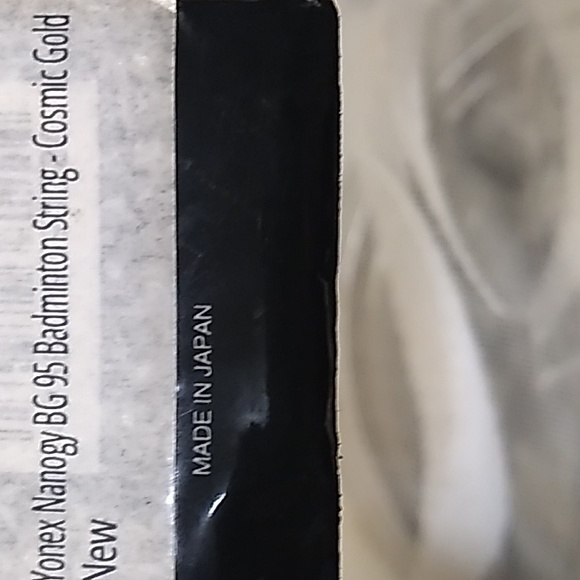 Yonex Nanogy BG 95 Badminton String - Cosmic Gold
New
MADE IN JAPAN